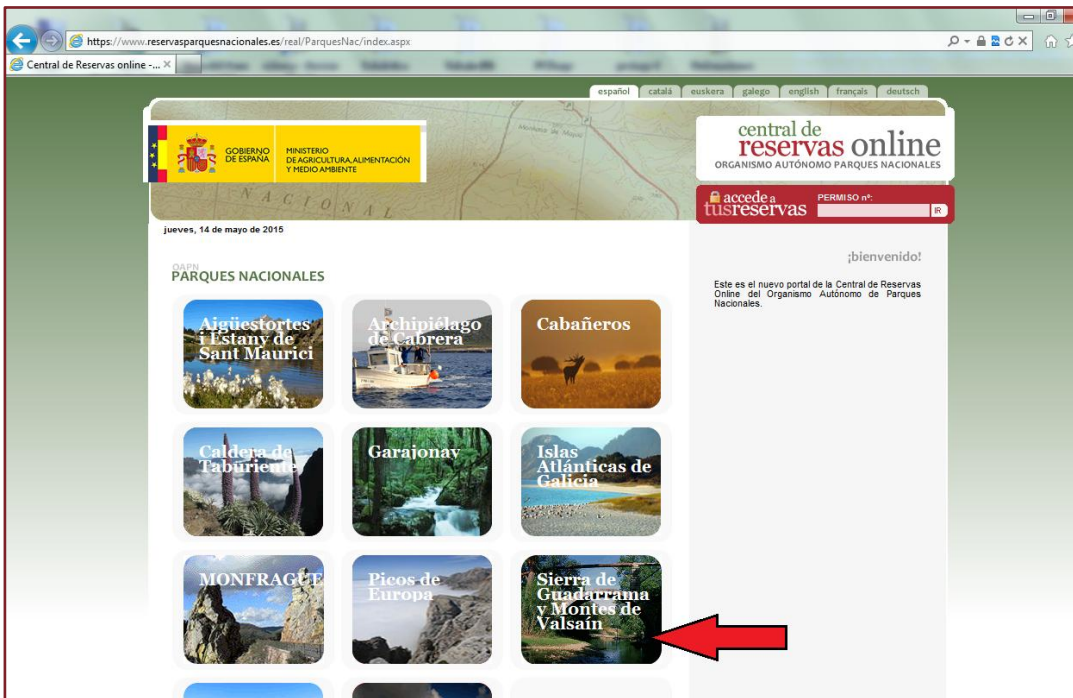 https://www.reservasparquesnacionales.es/real/ParquesNac/index.aspx
Central de Reservas online -...
español català euskera galego english français deutsch
GOBIERNO
DE ESPAÑA
MINISTERIO
DE AGRICULTURA, ALIMENTACIÓN
Y MEDIO AMBIENTE
NACIONAL
central de
reservas online
ORGANISMO AUTÓNOMO PARQUES NACIONALES
accede a
tusreservas
PERMISO nº:
IR
jueves, 14 de mayo de 2015
¡bienvenido!
Este es el nuevo portal de la Central de Reservas
Online del Organismo Autónomo de Parques
Nacionales.
OAPN
PARQUES NACIONALES
Aigüestortes
i Estany de
Sant Maurici
Archipiélago
de Cabrera
Cabañeros
Caldera de
Taburiente
Garajonay
Islas
Atlánticas de
Galicia
MONFRAGÜE
Picos de
Europa
Sierra de
Guadarrama
y Montes de
Valsaín